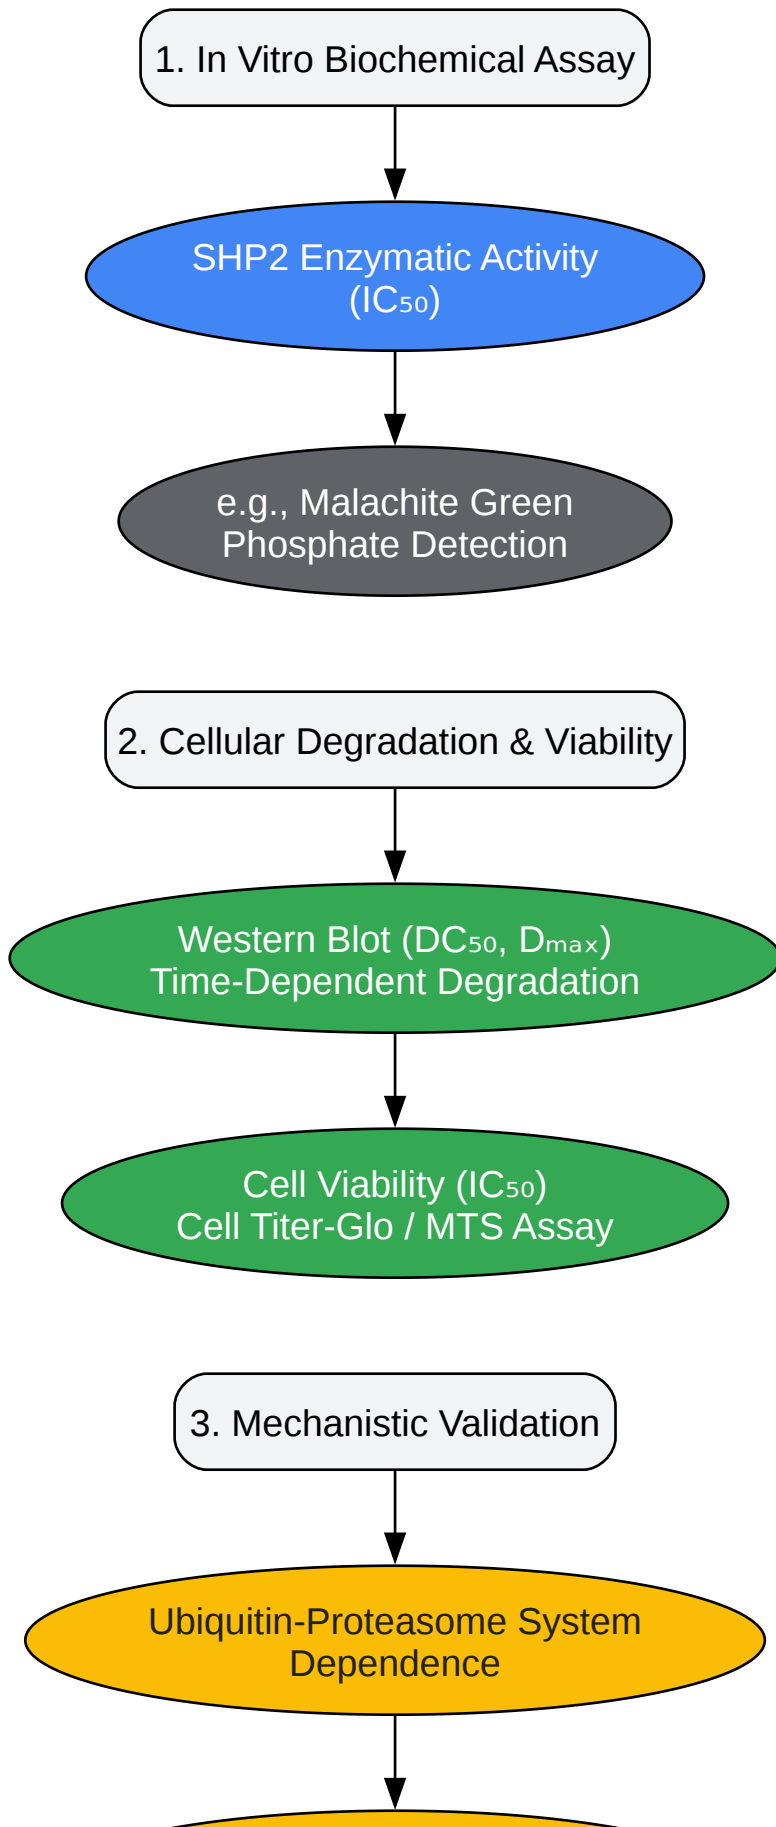 1. In Vitro Biochemical Assay
SHP2 Enzymatic Activity
(IC₅₀)
e.g., Malachite Green
Phosphate Detection
2. Cellular Degradation & Viability
Western Blot (DC₅₀, Dₘₐₓ)
Time-Dependent Degradation
Cell Viability (IC₅₀)
Cell Titer-Glo / MTS Assay
3. Mechanistic Validation
Ubiquitin-Proteasome System
Dependence